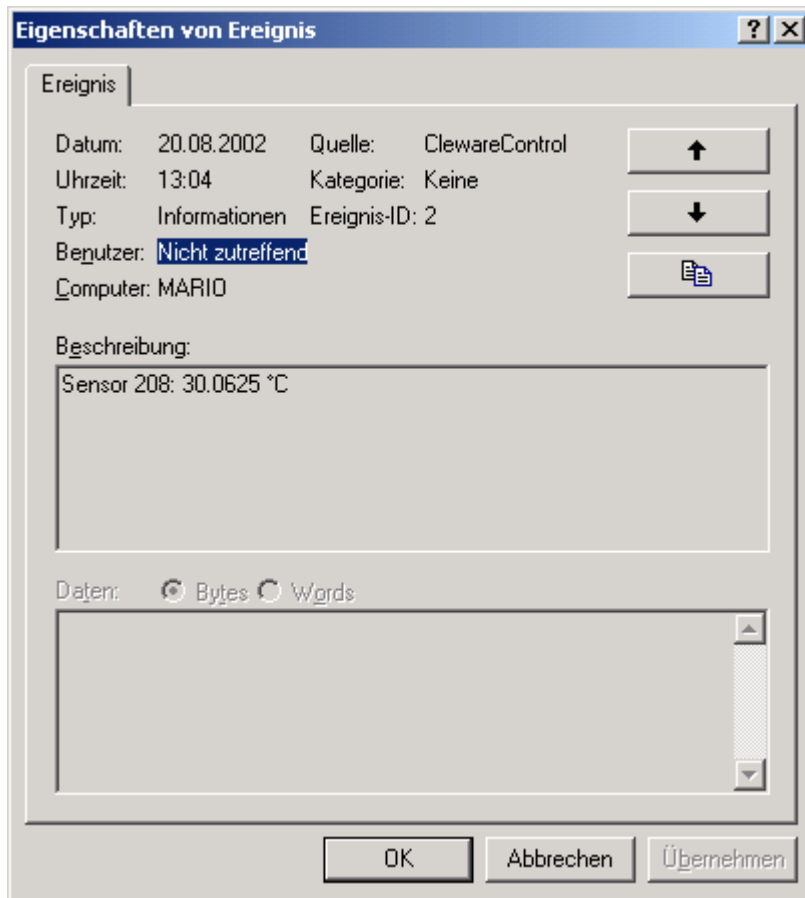 Eigenschaften von Ereignis
Ereignis
Datum: 20.08.2002 Quelle: ClewareControl
Uhrzeit: 13:04 Kategorie: Keine
Typ: Informationen Ereignis-ID: 2
Benutzer: Nicht zutreffend
Computer: MARIO
Beschreibung:
Sensor 208: 30.0625 °C
Daten: Bytes Words
OK Abbrechen Übernehmen